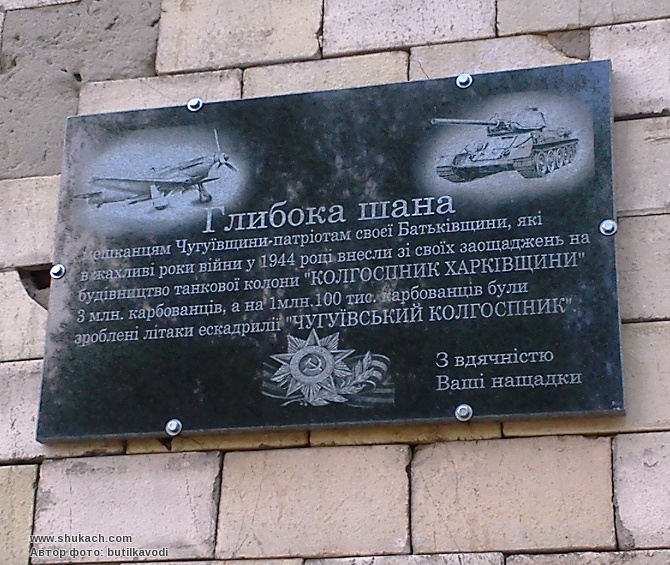 Глибока шана
мешканцям Чугуївщини-патріотам своєї Батьківщини, які
в жахливі роки війни у 1944 році внесли зі своїх заощаджень на
будівництво танкової колони "КОЛГОСПНИК ХАРКІВЩИНИ"
3 млн. карбованців, а на 1млн.100 тис. карбованців були
зроблені літаки ескадрилії "ЧУГУЇВСЬКИЙ КОЛГОСПНИК".
З вдячністю
Ваші нащадки
www.shukach.com
Автор фото: butilkavodi